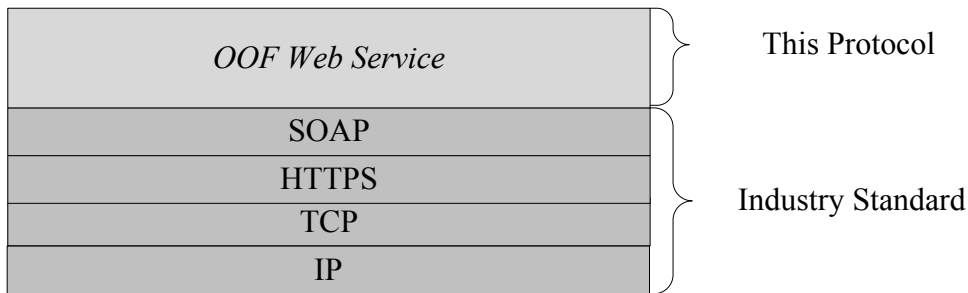 OOF Web Service
This Protocol
SOAP
HTTPS
TCP
IP
Industry Standard